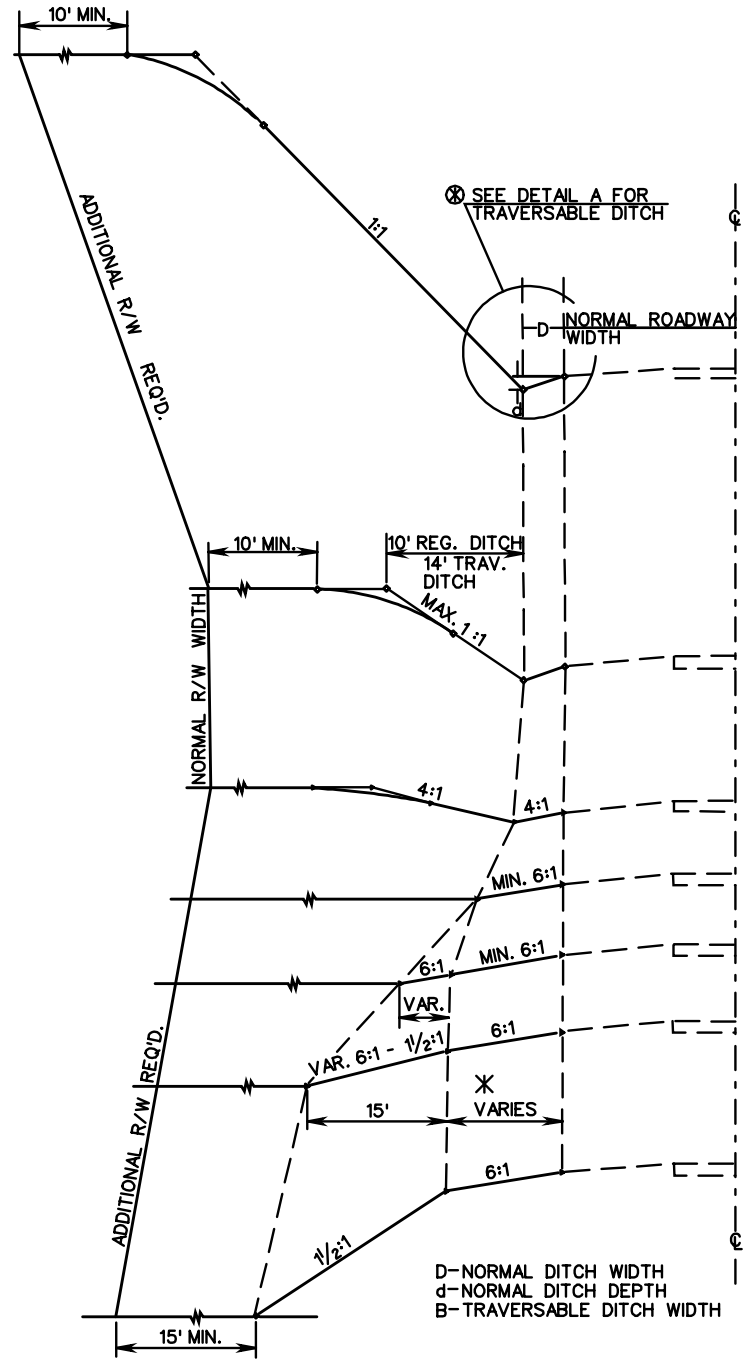 10' MIN.
ADDITIONAL R/W REQ'D.
1:1
SEE DETAIL A FOR
TRAVERSABLE DITCH
℄
D
NORMAL ROADWAY
WIDTH
d
10' MIN.
10' REG. DITCH
14' TRAV.
DITCH
MAX. 1:1
NORMAL R/W WIDTH
4:1
4:1
MIN. 6:1
6:1
MIN. 6:1
VAR.
VAR. 6:1 - 1½:1
6:1
15'
VARIES
ADDITIONAL R/W REQ'D.
6:1
1½:1
℄
D-NORMAL DITCH WIDTH
d-NORMAL DITCH DEPTH
B-TRAVERSABLE DITCH WIDTH
15' MIN.